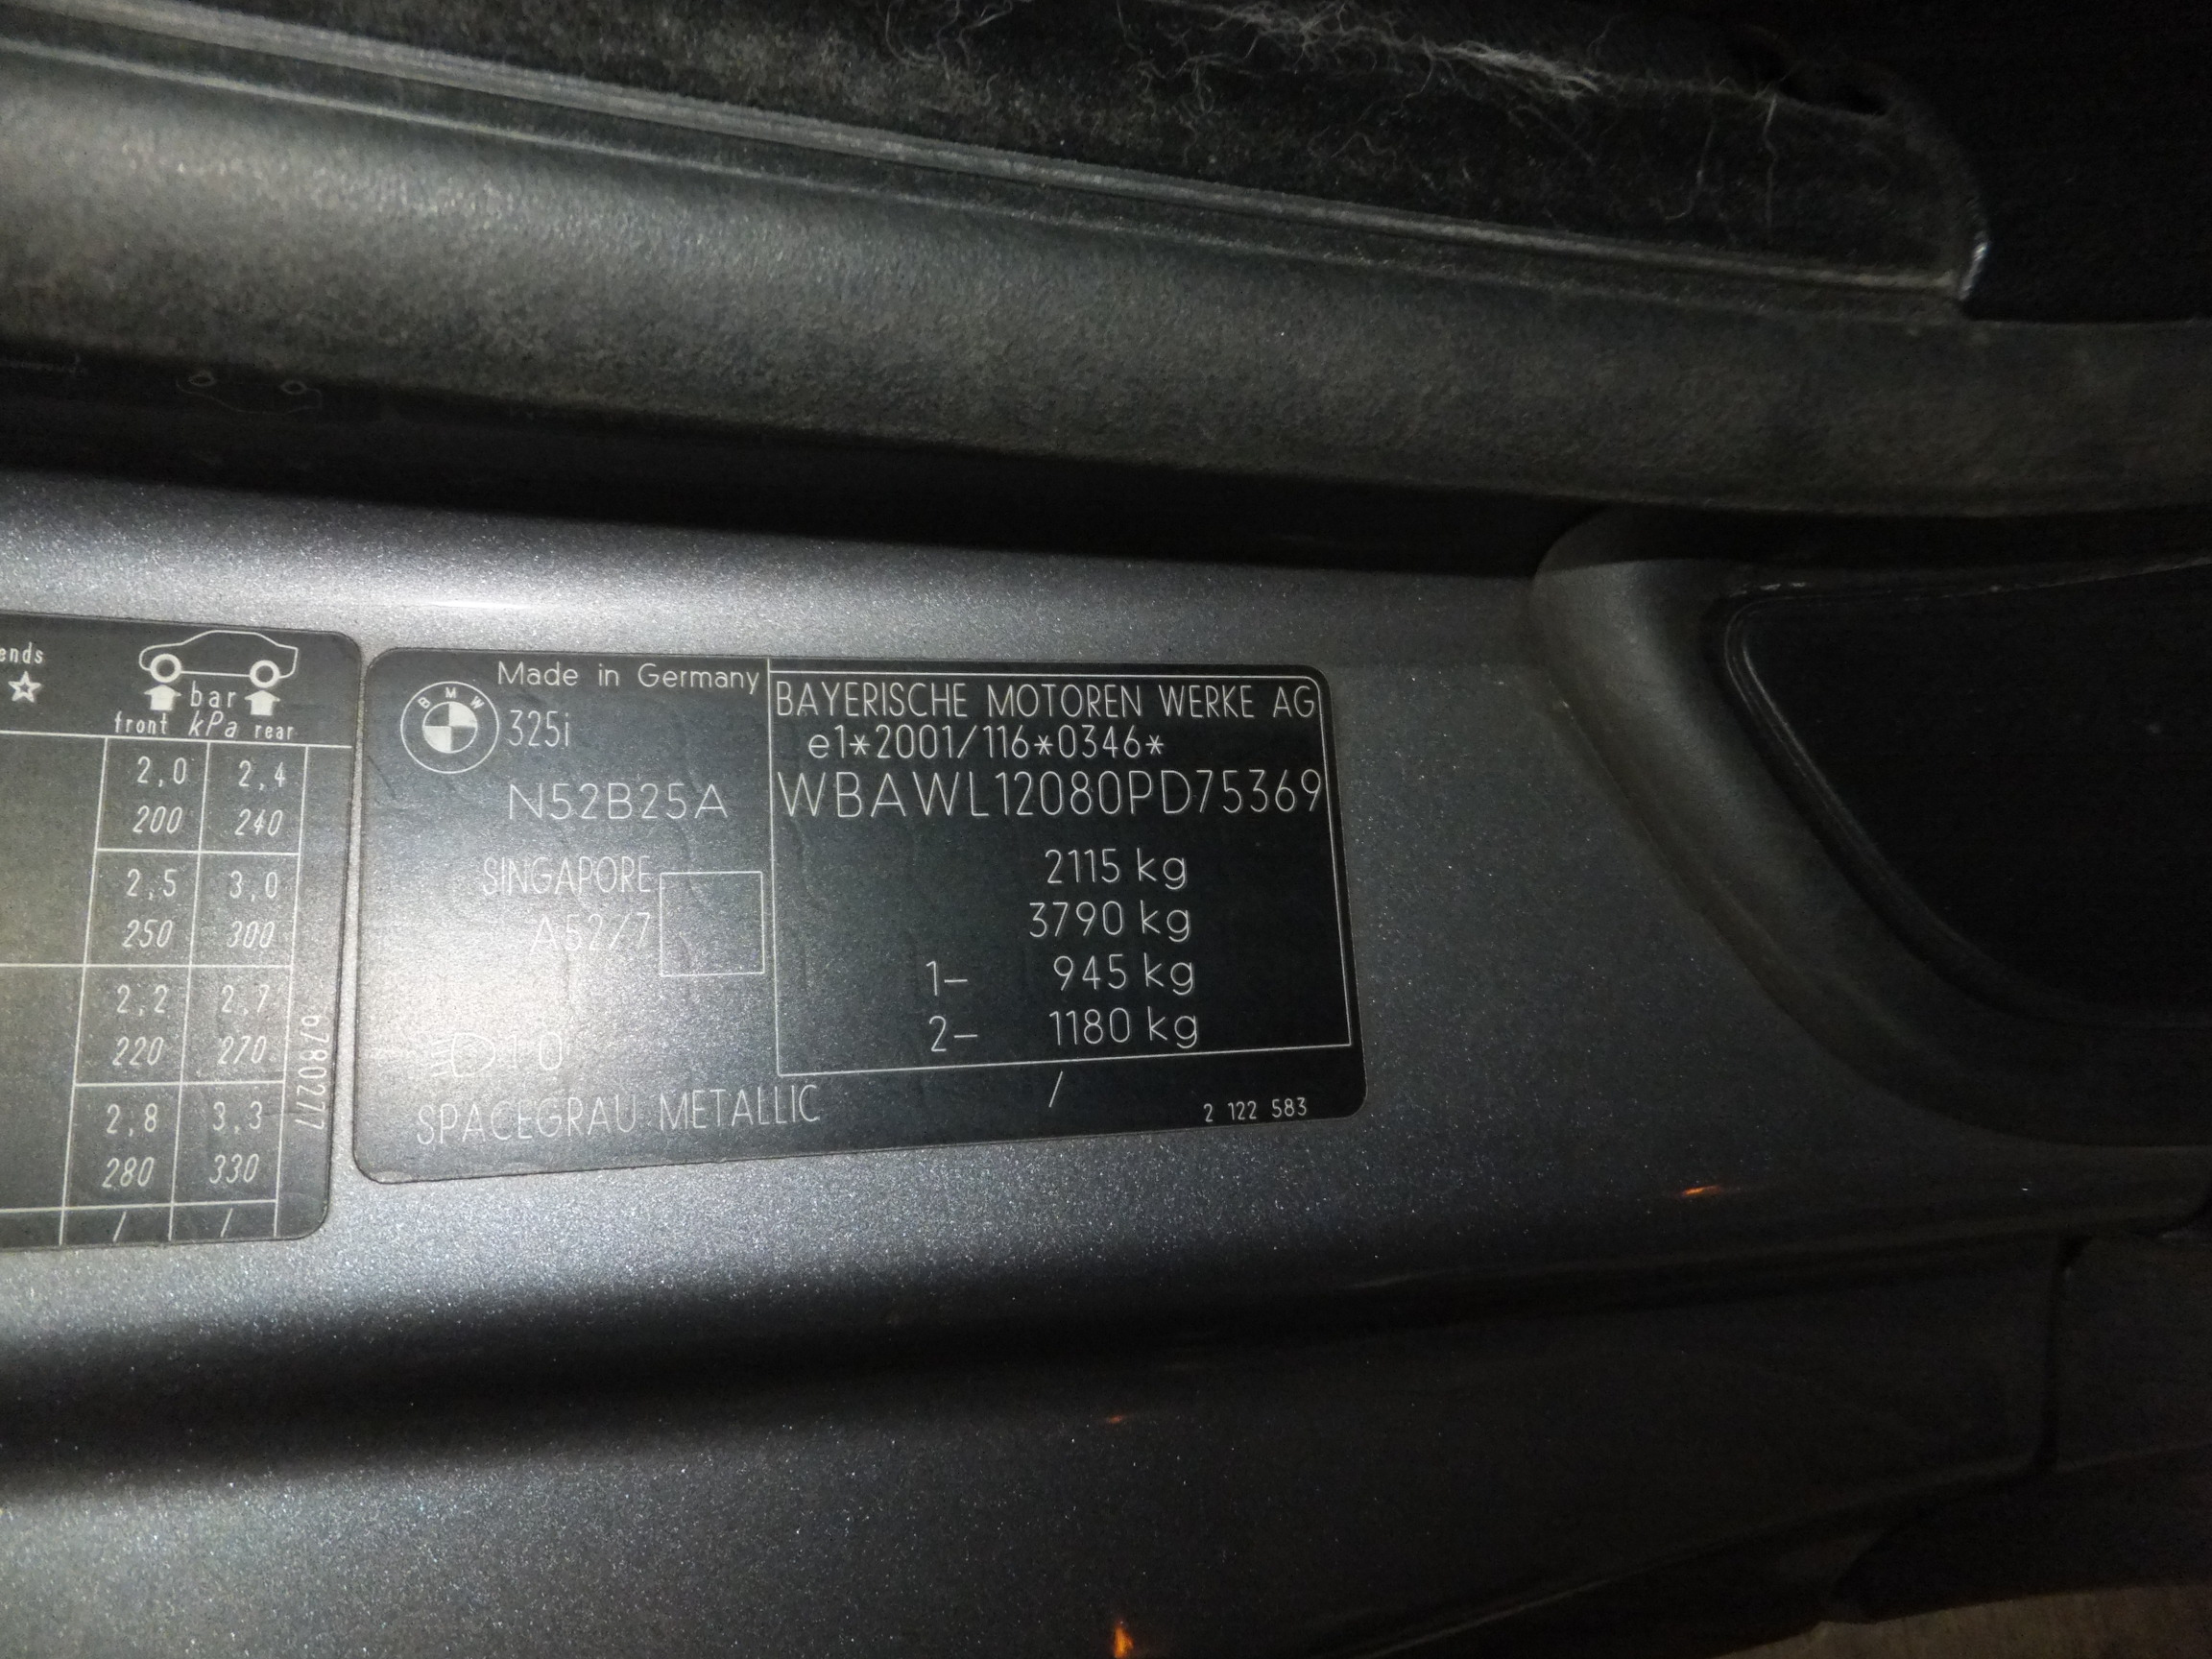 ends
bar
front kPa rear
2,0 2,4
200 240
2,5 3.0
250 300
2,2 2,7
220 270
2,8 3,3
280 330
/ /
6780277
Made in Germany
BMW
325i
N52B25A
SINGAPORE
A52/7
10
SPACEGRAU METALLIC
BAYERISCHE MOTOREN WERKE AG
e1*2001/116*0346*
WBAWL12080PD75369
2115 kg
3790 kg
1– 945 kg
2– 1180 kg
/
2 122 583